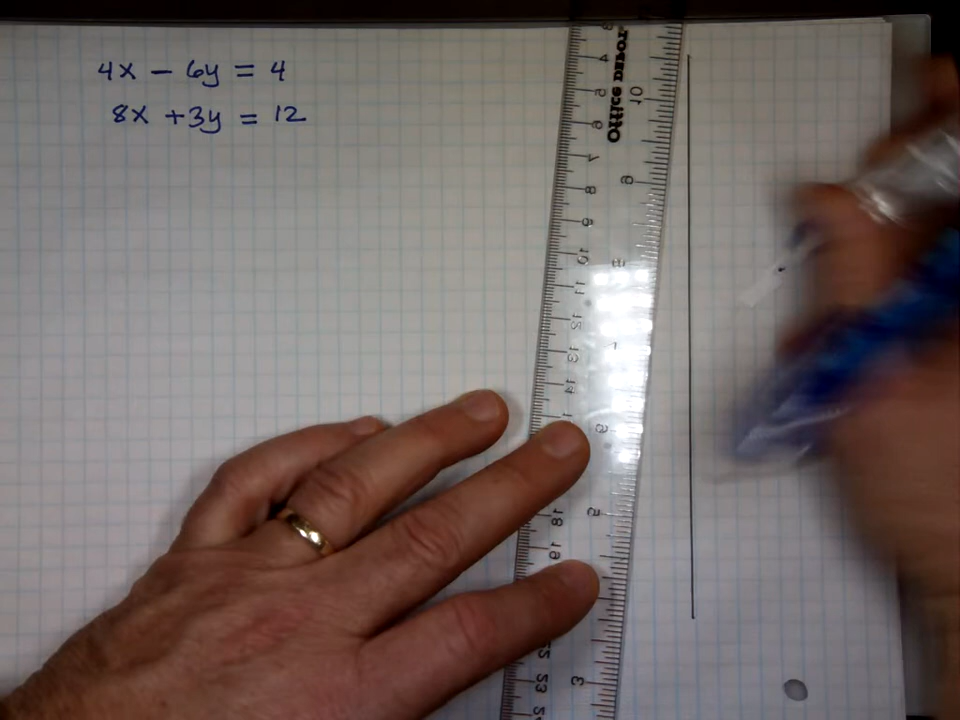 4x - 6y = 4
8x + 3y = 12
Office DEPOT